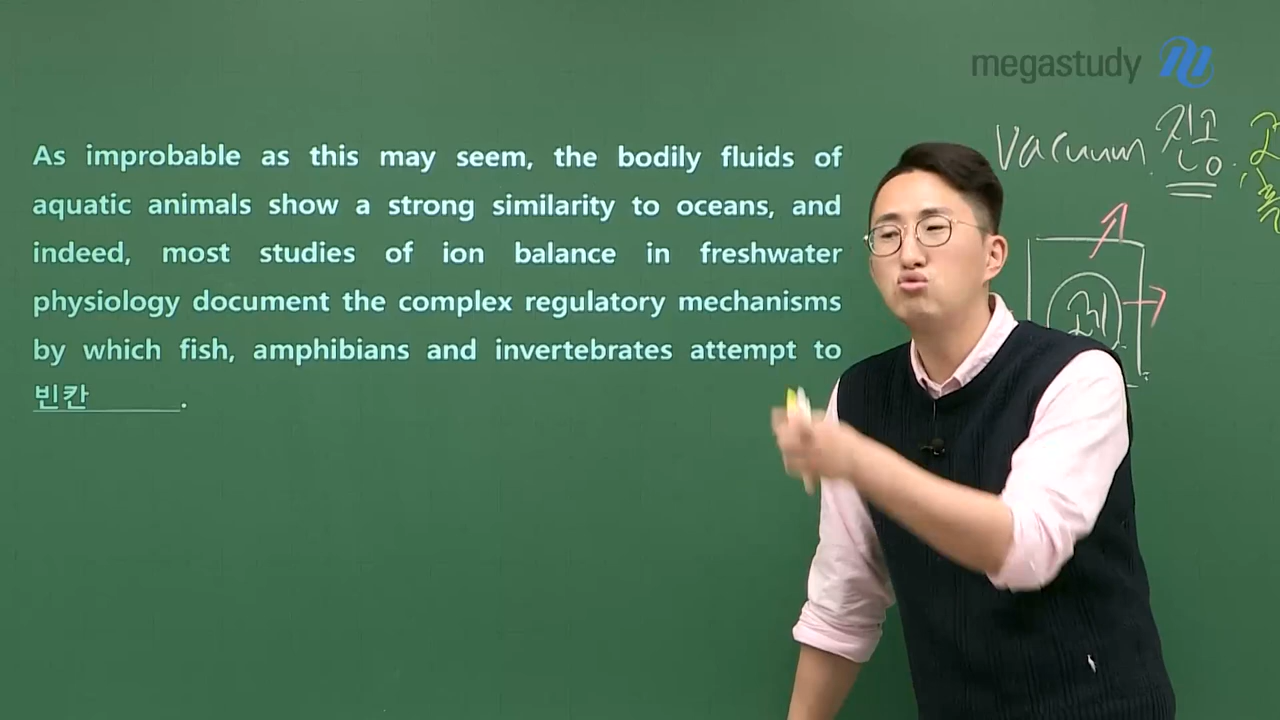 megastudy
As improbable as this may seem, the bodily fluids of
aquatic animals show a strong similarity to oceans, and
indeed, most studies of ion balance in freshwater
physiology document the complex regulatory mechanisms
by which fish, amphibians and invertebrates attempt to
빈칸 .
Vacuum 진공